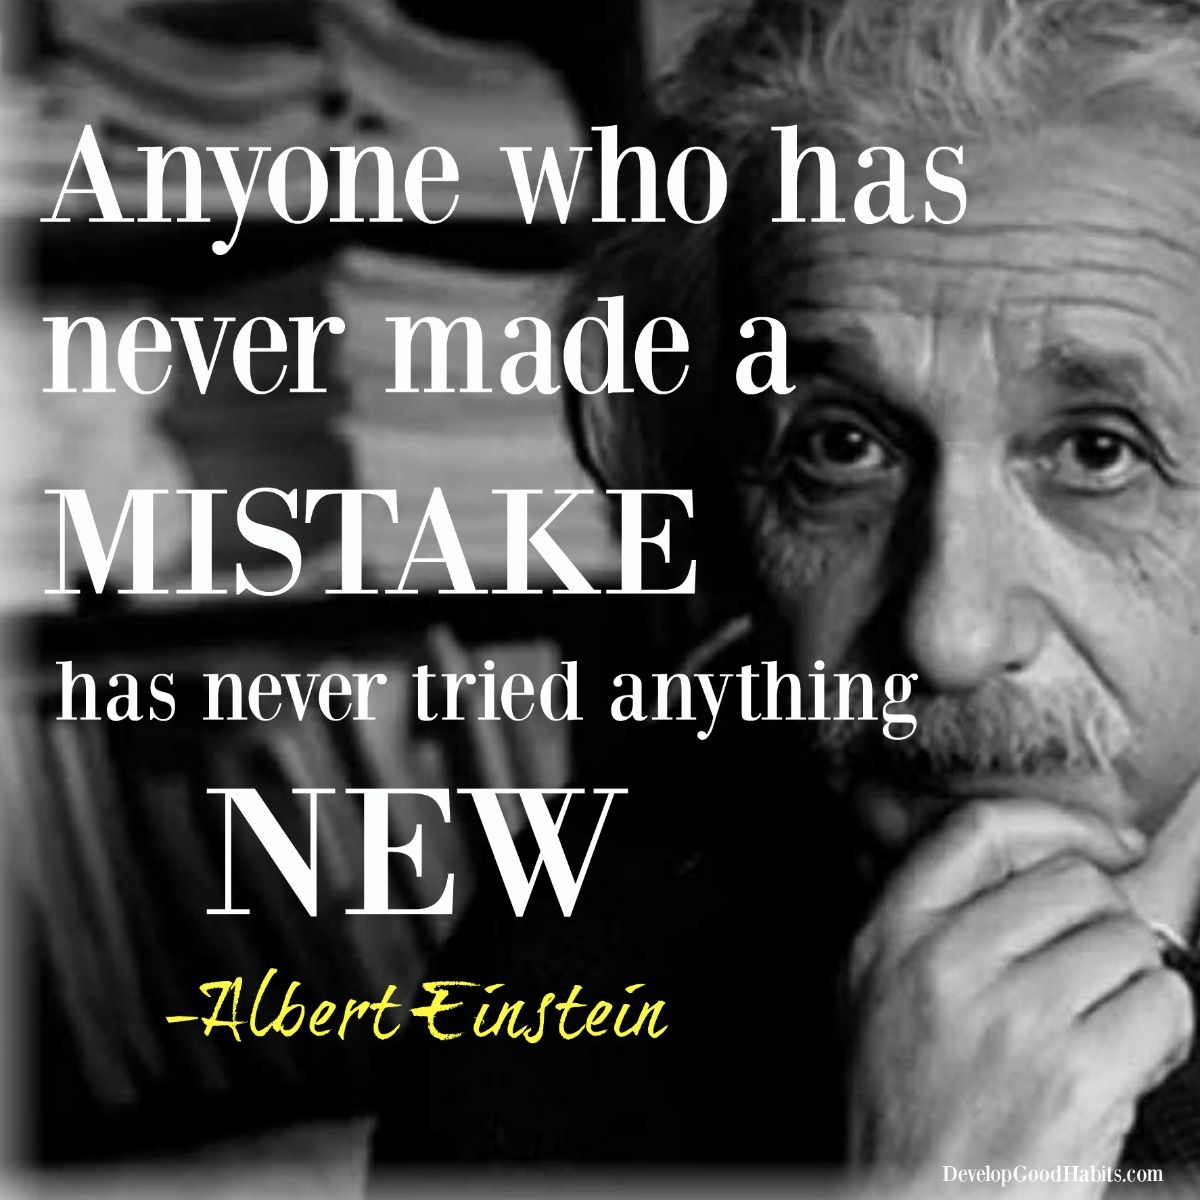 Anyone who has
never made a
MISTAKE
has never tried anything
NEW
-Albert Einstein
DevelopGoodHabits.com